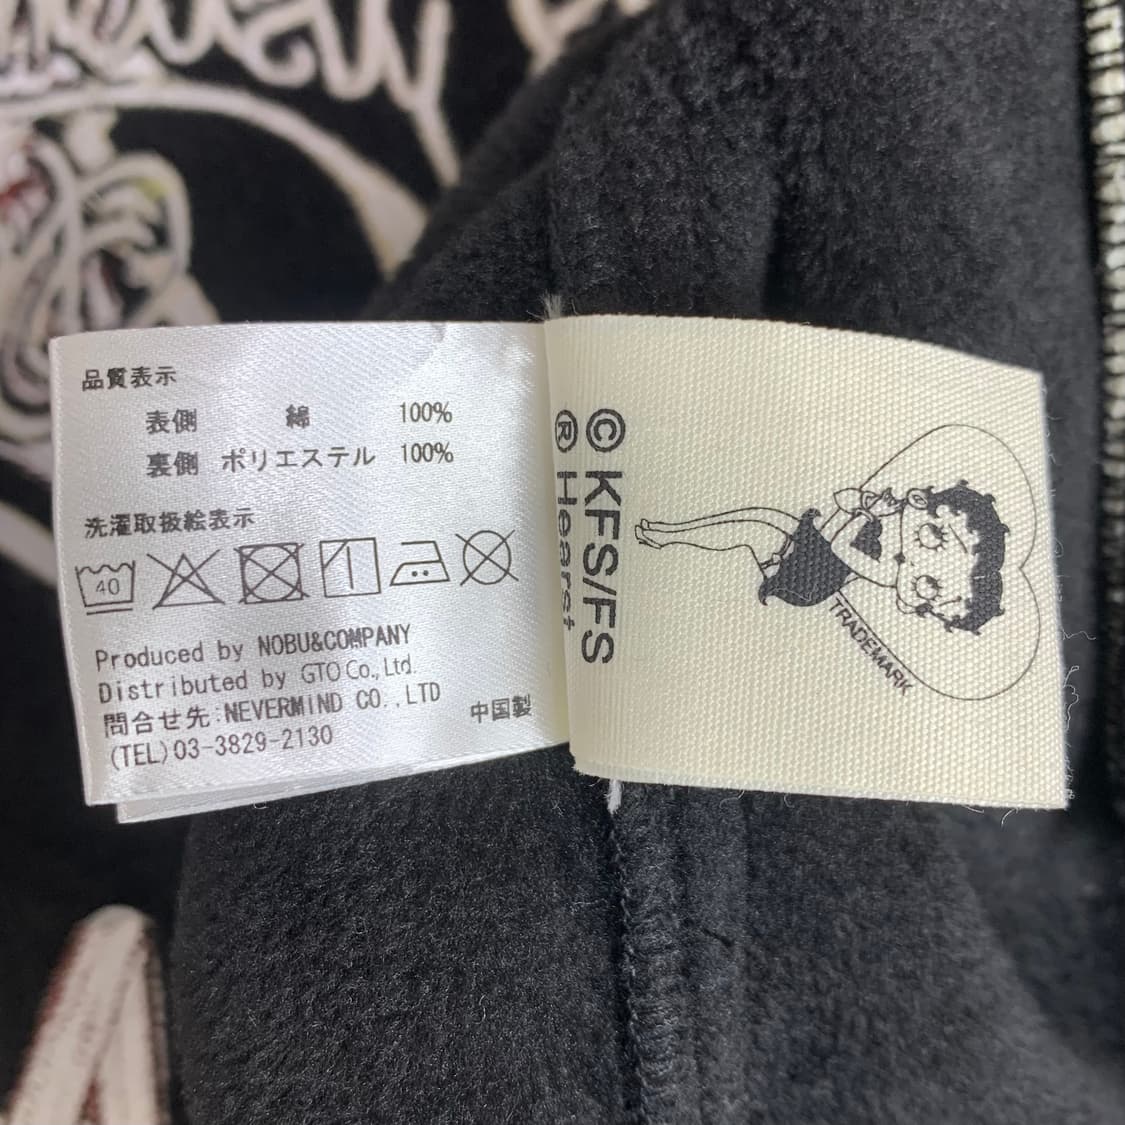 品質表示
表側 綿 100%
裏側 ポリエステル 100%
洗濯取扱絵表示
40
Produced by NOBU&COMPANY
Distributed by GTO Co., Ltd.
問合せ先:NEVERMIND CO.,LTD
(TEL)03-3829-2130
中国製
©KFS/FS
® Hearst
TRADEMARK